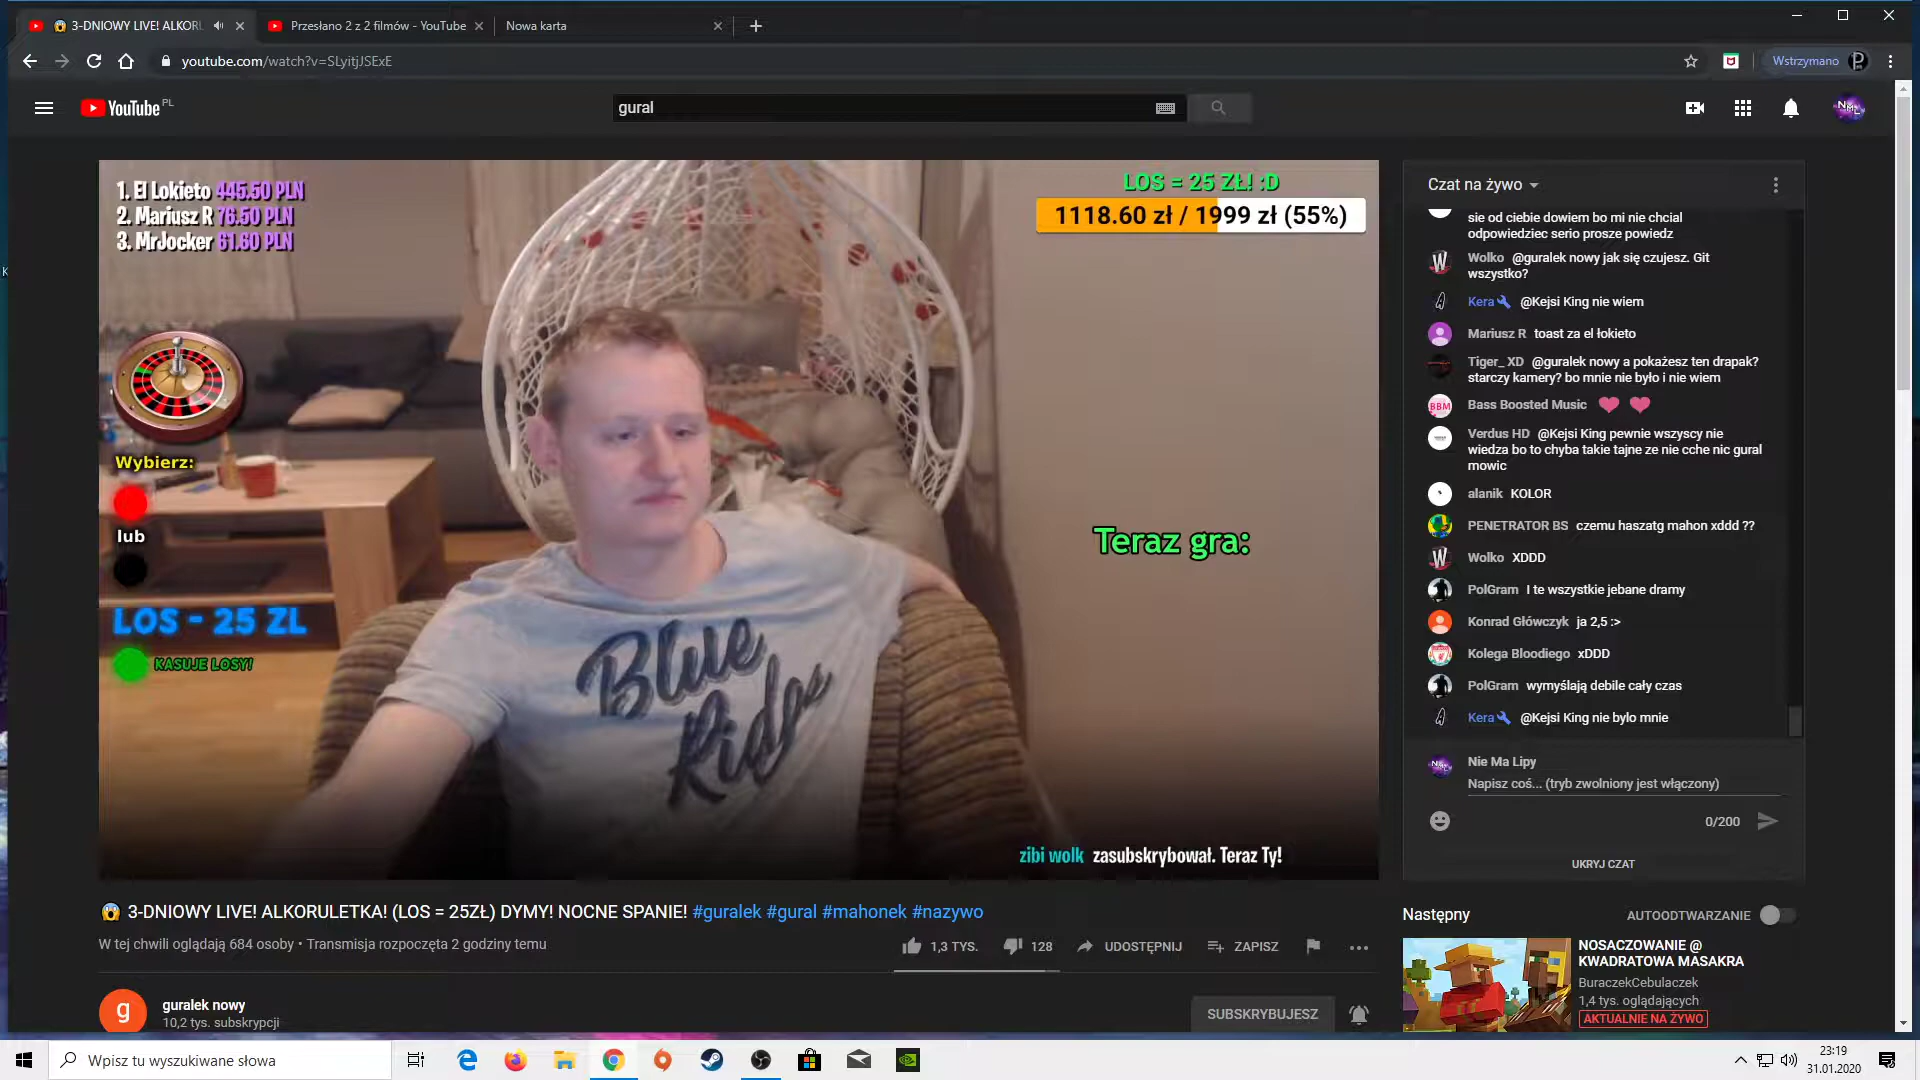 3-DNIOWY LIVE! ALKORU
Przesłano 2 z 2 filmów - YouTube
Nowa karta
youtube.com/watch?v=SLyitjJSExE
Wstrzymano
YouTube PL
gural
1. El Lokieto 445.50 PLN
2. Mariusz R 76.50 PLN
3. MrJocker 61.60 PLN
LOS = 25 ZŁ! :D
1118.60 zł / 1999 zł (55%)
Wybierz:
lub
LOS - 25 ZL
KASUJE LOSY!
Teraz gra:
Blue
Kids
zibi wolk zasubskrybował. Teraz Ty!
Czat na żywo
sie od ciebie dowiem bo mi nie chcial
odpowiedziec serio prosze powiedz
Wolko @guralek nowy jak się czujesz. Git
wszystko?
Kera @Kejsi King nie wiem
Mariusz R toast za el łokieto
Tiger_XD @guralek nowy a pokażesz ten drapak?
starczy kamery? bo mnie nie było i nie wiem
BBM
Bass Boosted Music
Verdus HD @Kejsi King pewnie wszyscy nie
wiedza bo to chyba takie tajne ze nie cche nic gural
mowic
alanik KOLOR
PENETRATOR BS czemu haszatg mahon xddd ??
Wolko XDDD
PolGram I te wszystkie jebane dramy
Konrad Główczyk ja 2,5 :>
Kolega Bloodiego xDDD
PolGram wymyślają debile cały czas
Kera @Kejsi King nie bylo mnie
Nie Ma Lipy
Napisz coś... (tryb zwolniony jest włączony)
0/200
UKRYJ CZAT
3-DNIOWY LIVE! ALKORULETKA! (LOS = 25ZŁ) DYMY! NOCNE SPANIE! #guralek #gural #mahonek #nazywo
W tej chwili oglądają 684 osoby • Transmisja rozpoczęta 2 godziny temu
1,3 TYS.
128
UDOSTĘPNIJ
ZAPISZ
g
guralek nowy
10,2 tys. subskrypcji
SUBSKRYBUJESZ
Następny
AUTOODTWARZANIE
NOSACZOWANIE @
KWADRATOWA MASAKRA
BuraczekCebulaczek
1,4 tys. oglądających
AKTUALNIE NA ŻYWO
Wpisz tu wyszukiwane słowa
23:19
31.01.2020